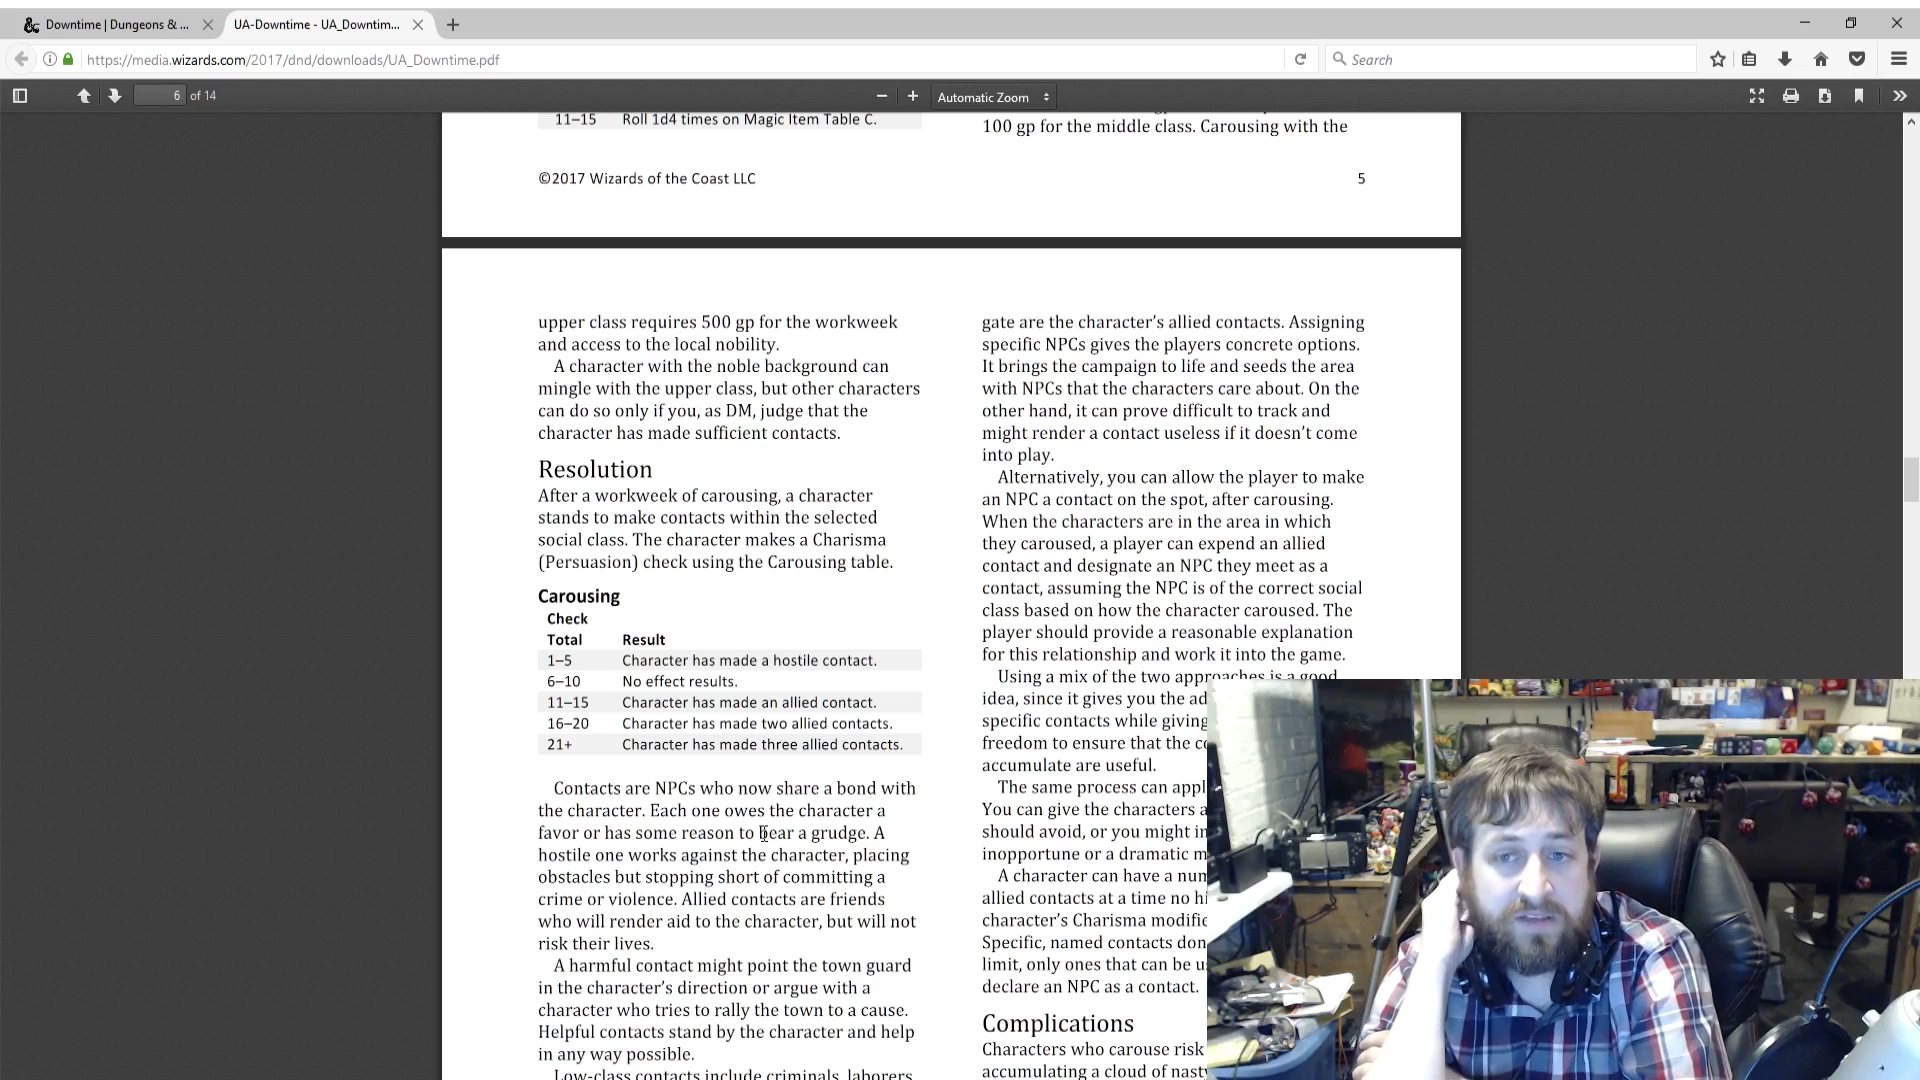 Downtime | Dungeons & ...
UA-Downtime - UA_Downtim...
https://media.wizards.com/2017/dnd/downloads/UA_Downtime.pdf
Search
6 of 14
Automatic Zoom
11–15 Roll 1d4 times on Magic Item Table C.
100 gp for the middle class. Carousing with the
©2017 Wizards of the Coast LLC
5
upper class requires 500 gp for the workweek
and access to the local nobility.
A character with the noble background can
mingle with the upper class, but other characters
can do so only if you, as DM, judge that the
character has made sufficient contacts.
Resolution
After a workweek of carousing, a character
stands to make contacts within the selected
social class. The character makes a Charisma
(Persuasion) check using the Carousing table.
Carousing
Check
Total Result
1–5 Character has made a hostile contact.
6–10 No effect results.
11–15 Character has made an allied contact.
16–20 Character has made two allied contacts.
21+ Character has made three allied contacts.
Contacts are NPCs who now share a bond with
the character. Each one owes the character a
favor or has some reason to bear a grudge. A
hostile one works against the character, placing
obstacles but stopping short of committing a
crime or violence. Allied contacts are friends
who will render aid to the character, but will not
risk their lives.
A harmful contact might point the town guard
in the character's direction or argue with a
character who tries to rally the town to a cause.
Helpful contacts stand by the character and help
in any way possible.
Low-class contacts include criminals, laborers,
gate are the character's allied contacts. Assigning
specific NPCs gives the players concrete options.
It brings the campaign to life and seeds the area
with NPCs that the characters care about. On the
other hand, it can prove difficult to track and
might render a contact useless if it doesn't come
into play.
Alternatively, you can allow the player to make
an NPC a contact on the spot, after carousing.
When the characters are in the area in which
they caroused, a player can expend an allied
contact and designate an NPC they meet as a
contact, assuming the NPC is of the correct social
class based on how the character caroused. The
player should provide a reasonable explanation
for this relationship and work it into the game.
Using a mix of the two approaches is a good
idea, since it gives you the ad
specific contacts while giving
freedom to ensure that the co
accumulate are useful.
The same process can appl
You can give the characters a
should avoid, or you might in
inopportune or a dramatic m
A character can have a num
allied contacts at a time no hi
character's Charisma modifie
Specific, named contacts don
limit, only ones that can be u
declare an NPC as a contact.
Complications
Characters who carouse risk
accumulating a cloud of nasty